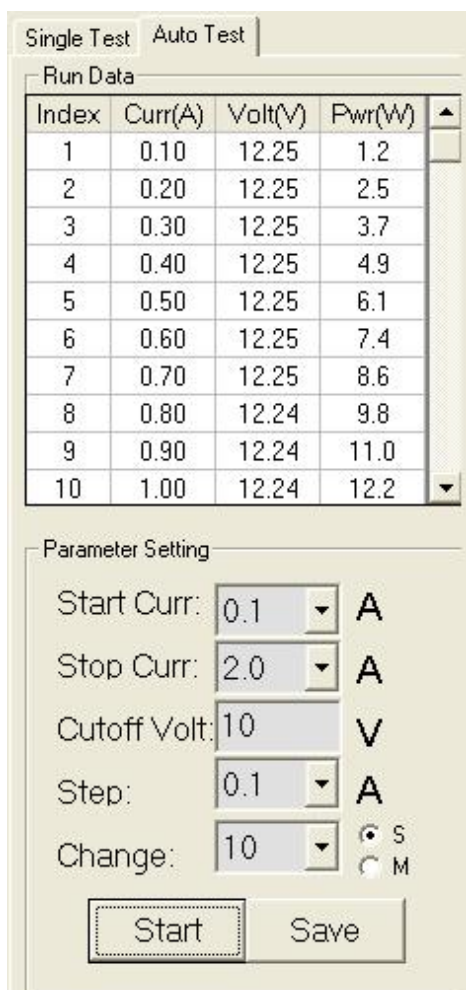 Single Test Auto Test
Run Data
Index Curr(A) Volt(V) Pwr(W)
1 0.10 12.25 1.2
2 0.20 12.25 2.5
3 0.30 12.25 3.7
4 0.40 12.25 4.9
5 0.50 12.25 6.1
6 0.60 12.25 7.4
7 0.70 12.25 8.6
8 0.80 12.24 9.8
9 0.90 12.24 11.0
10 1.00 12.24 12.2
Parameter Setting
Start Curr: 0.1 A
Stop Curr: 2.0 A
Cutoff Volt: 10 V
Step: 0.1 A
Change: 10 S
M
Start Save